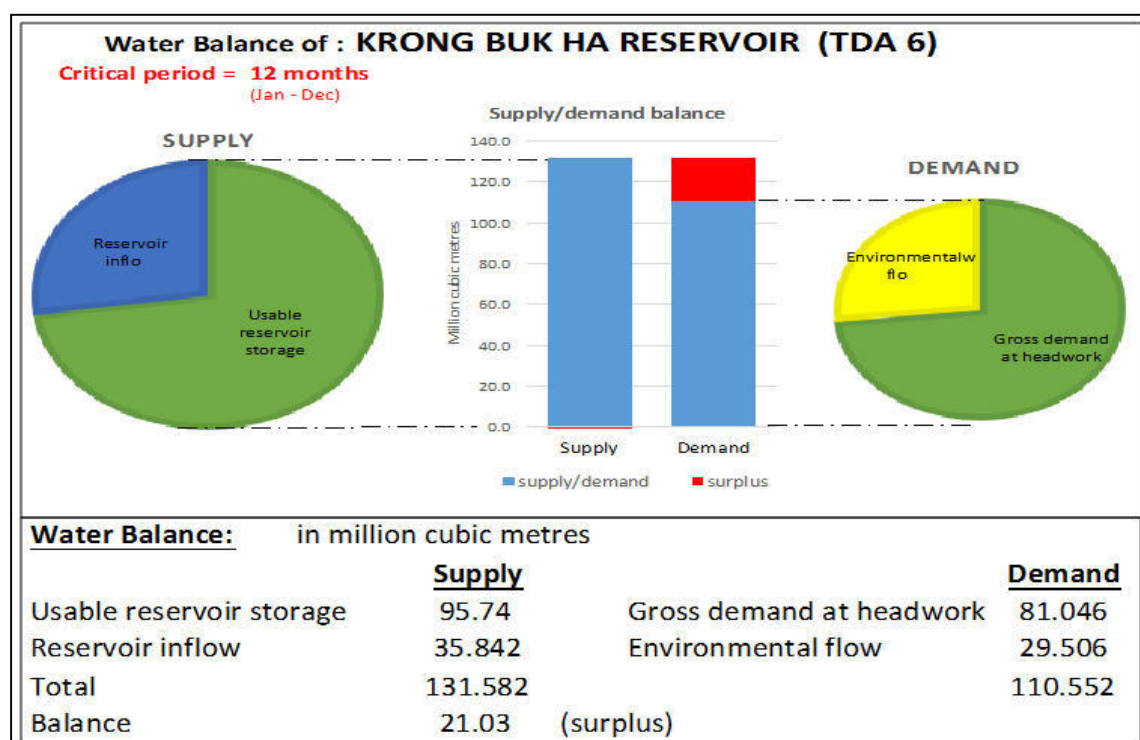 Water Balance of : KRONG BUK HA RESERVOIR (TDA 6)
Critical period = 12 months
(Jan - Dec)
SUPPLY
Reservoir
inflo
Usable
reservoir
storage
Supply/demand balance
Million cubic metres
140.0
120.0
100.0
80.0
60.0
40.0
20.0
0.0
Supply Demand
supply/demand surplus
DEMAND
Environmentalw
flo
Gross demand
at headwork
Water Balance: in million cubic metres
Supply Demand
Usable reservoir storage 95.74 Gross demand at headwork 81.046
Reservoir inflow 35.842 Environmental flow 29.506
Total 131.582 110.552
Balance 21.03 (surplus)